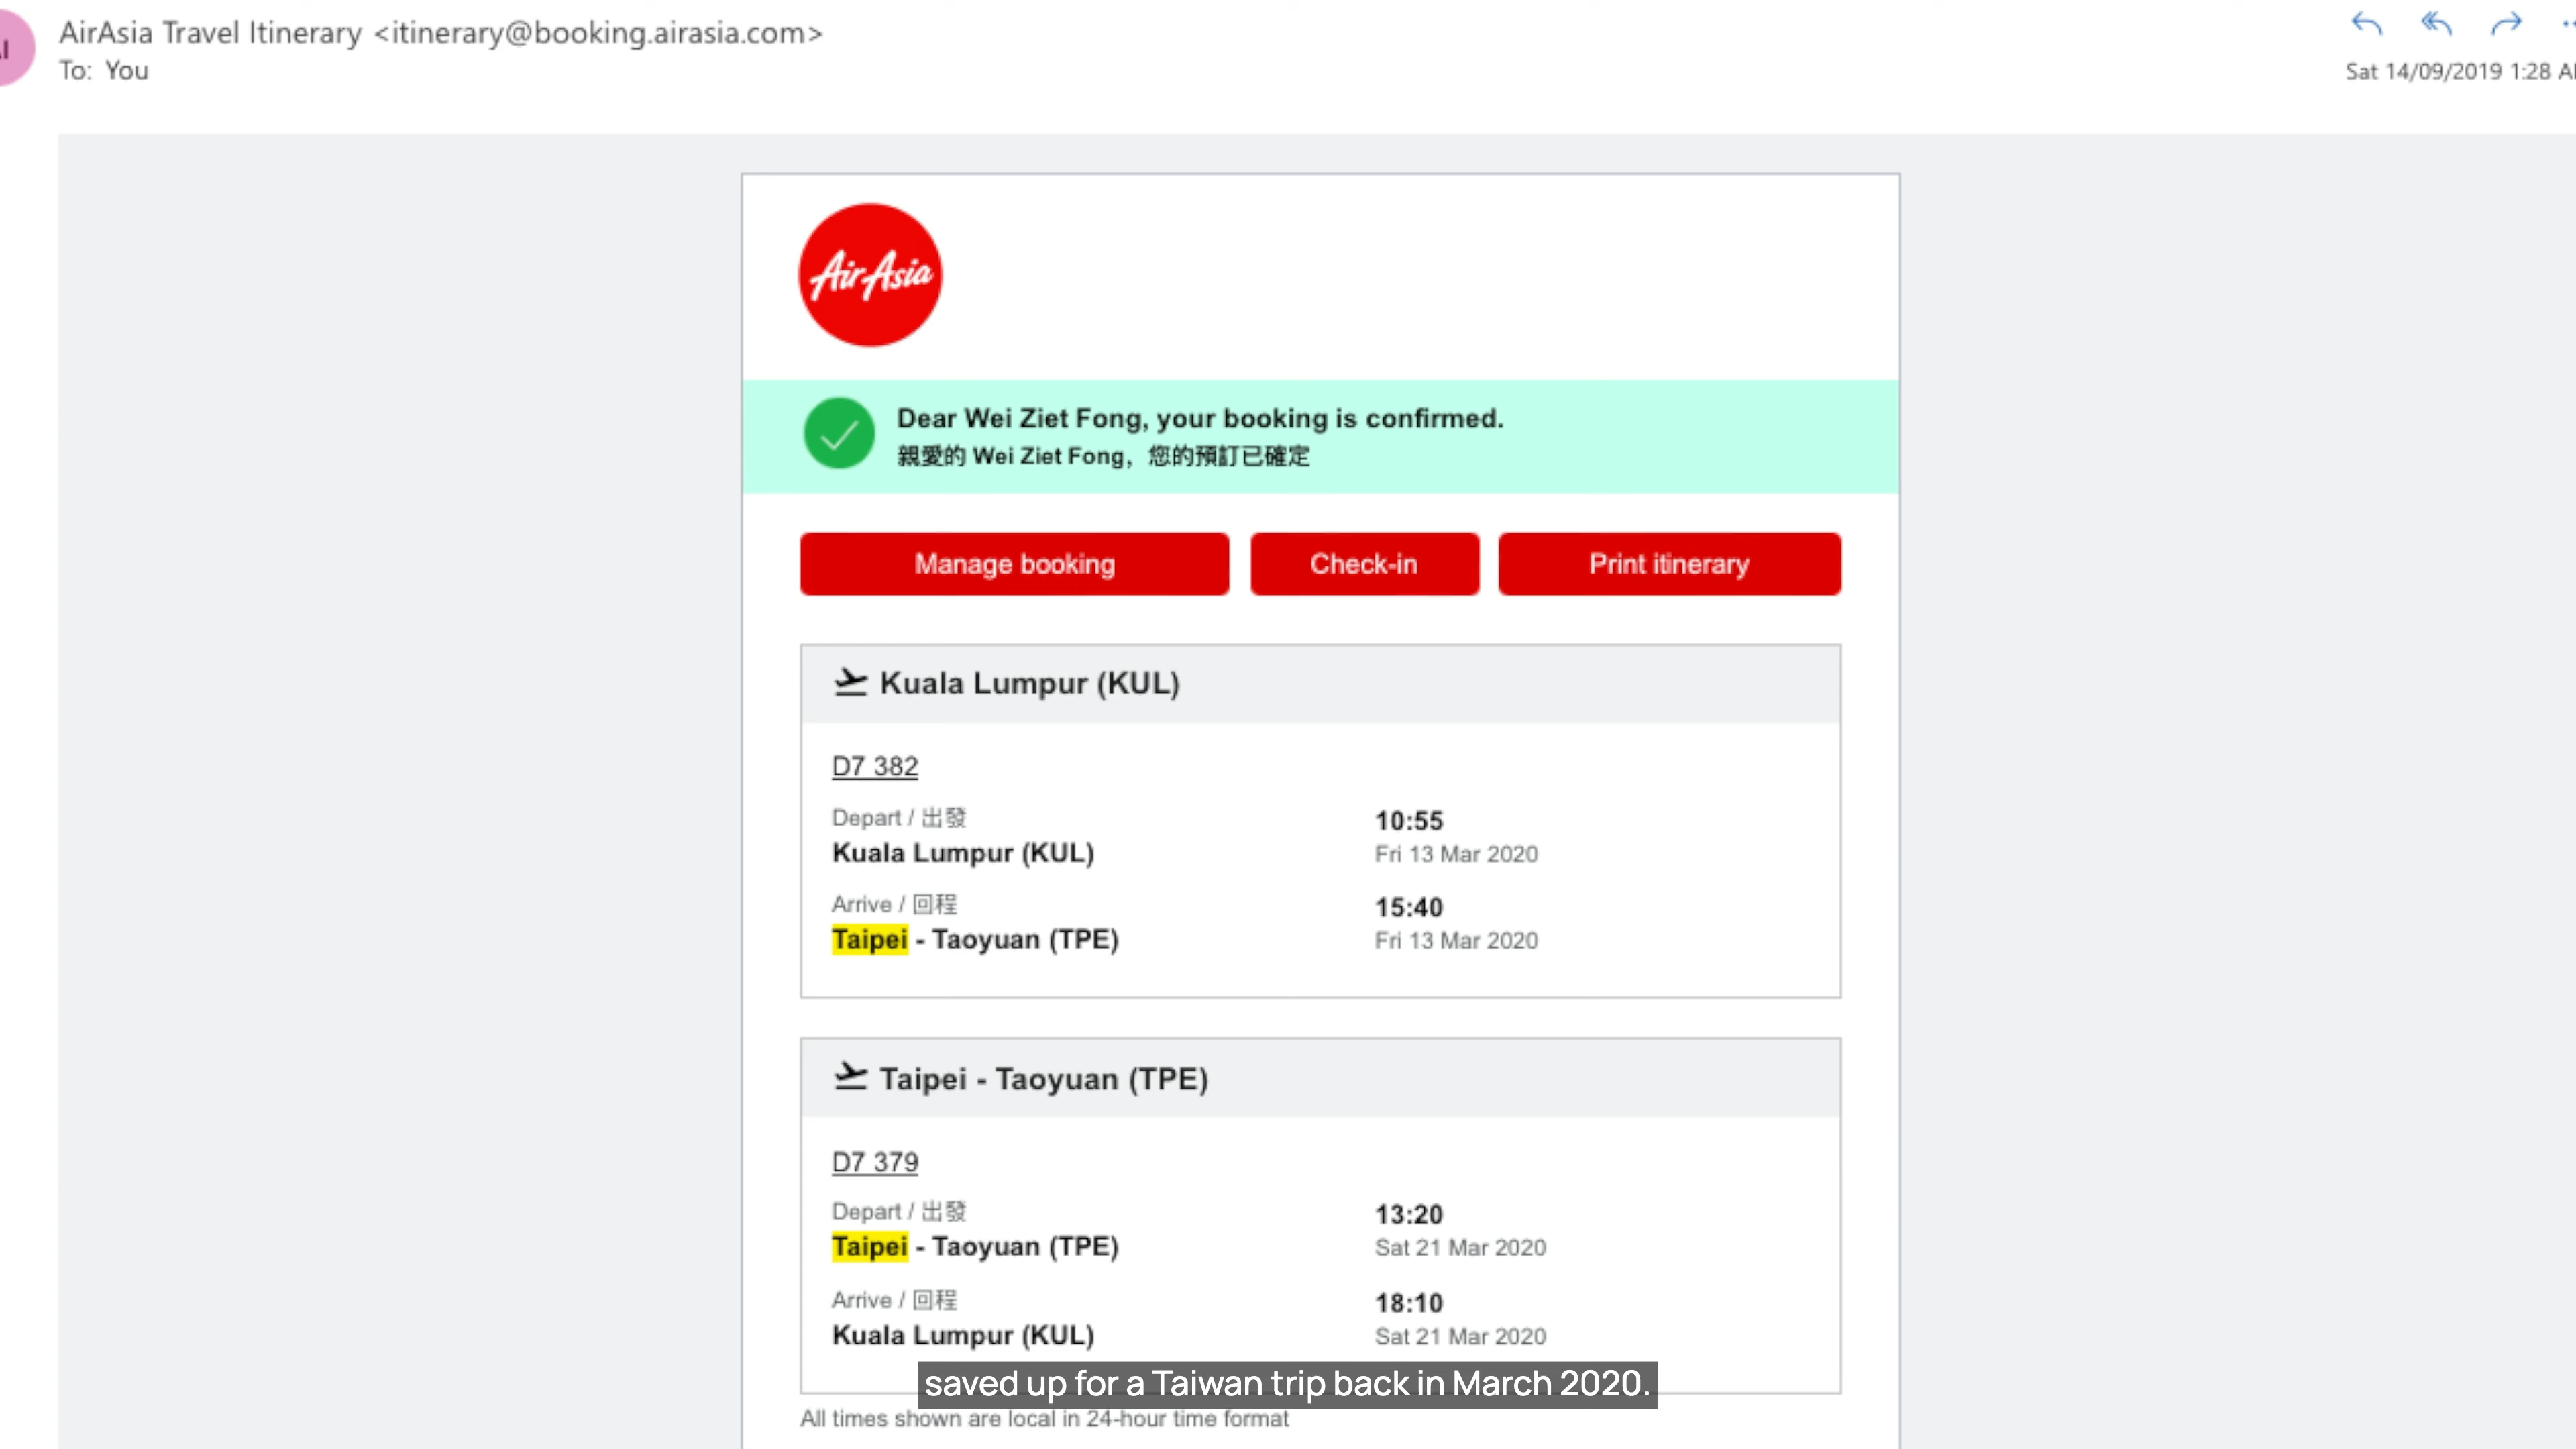 AirAsia Travel Itinerary <itinerary@booking.airasia.com>
To: You
Sat 14/09/2019 1:28
AirAsia
Dear Wei Ziet Fong, your booking is confirmed.
親愛的 Wei Ziet Fong，您的預訂已確定
Manage booking
Check-in
Print itinerary
Kuala Lumpur (KUL)
D7 382
Depart / 出發
10:55
Kuala Lumpur (KUL)
Fri 13 Mar 2020
Arrive / 回程
15:40
Taipei - Taoyuan (TPE)
Fri 13 Mar 2020
Taipei - Taoyuan (TPE)
D7 379
Depart / 出發
13:20
Taipei - Taoyuan (TPE)
Sat 21 Mar 2020
Arrive / 回程
18:10
Kuala Lumpur (KUL)
Sat 21 Mar 2020
saved up for a Taiwan trip back in March 2020.
All times shown are local in 24-hour time format